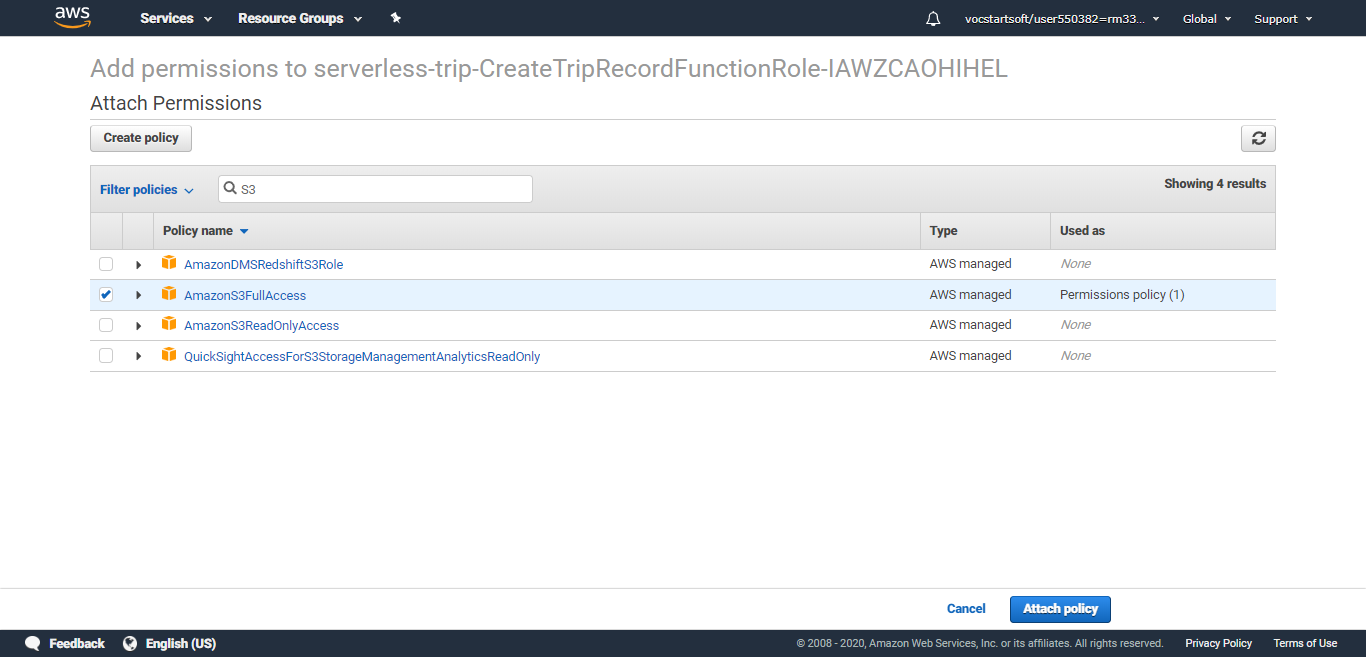 aws Services Resource Groups vocstartsoft/user550382=rm33... Global Support
Add permissions to serverless-trip-CreateTripRecordFunctionRole-IAWZCAOHIHEL
Attach Permissions
Create policy
Filter policies S3 Showing 4 results
Policy name Type Used as
AmazonDMSRedshiftS3Role AWS managed None
AmazonS3FullAccess AWS managed Permissions policy (1)
AmazonS3ReadOnlyAccess AWS managed None
QuickSightAccessForS3StorageManagementAnalyticsReadOnly AWS managed None
Cancel Attach policy
Feedback English (US) © 2008 - 2020, Amazon Web Services, Inc. or its affiliates. All rights reserved. Privacy Policy Terms of Use